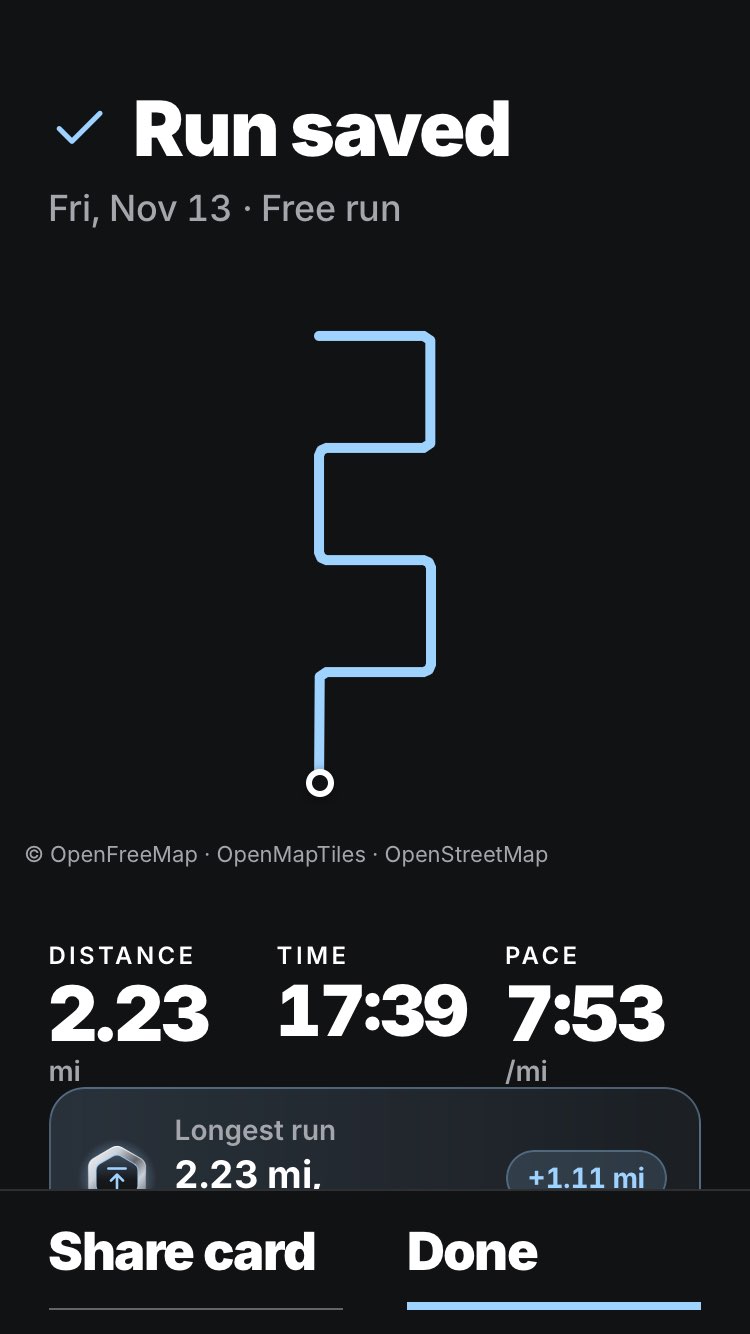 Run saved
Fri, Nov 13 · Free run
© OpenFreeMap · OpenMapTiles · OpenStreetMap
DISTANCE TIME PACE
2.23 17:39 7:53
mi /mi
Longest run
2.23 mi,
+1.11 mi
Share card Done